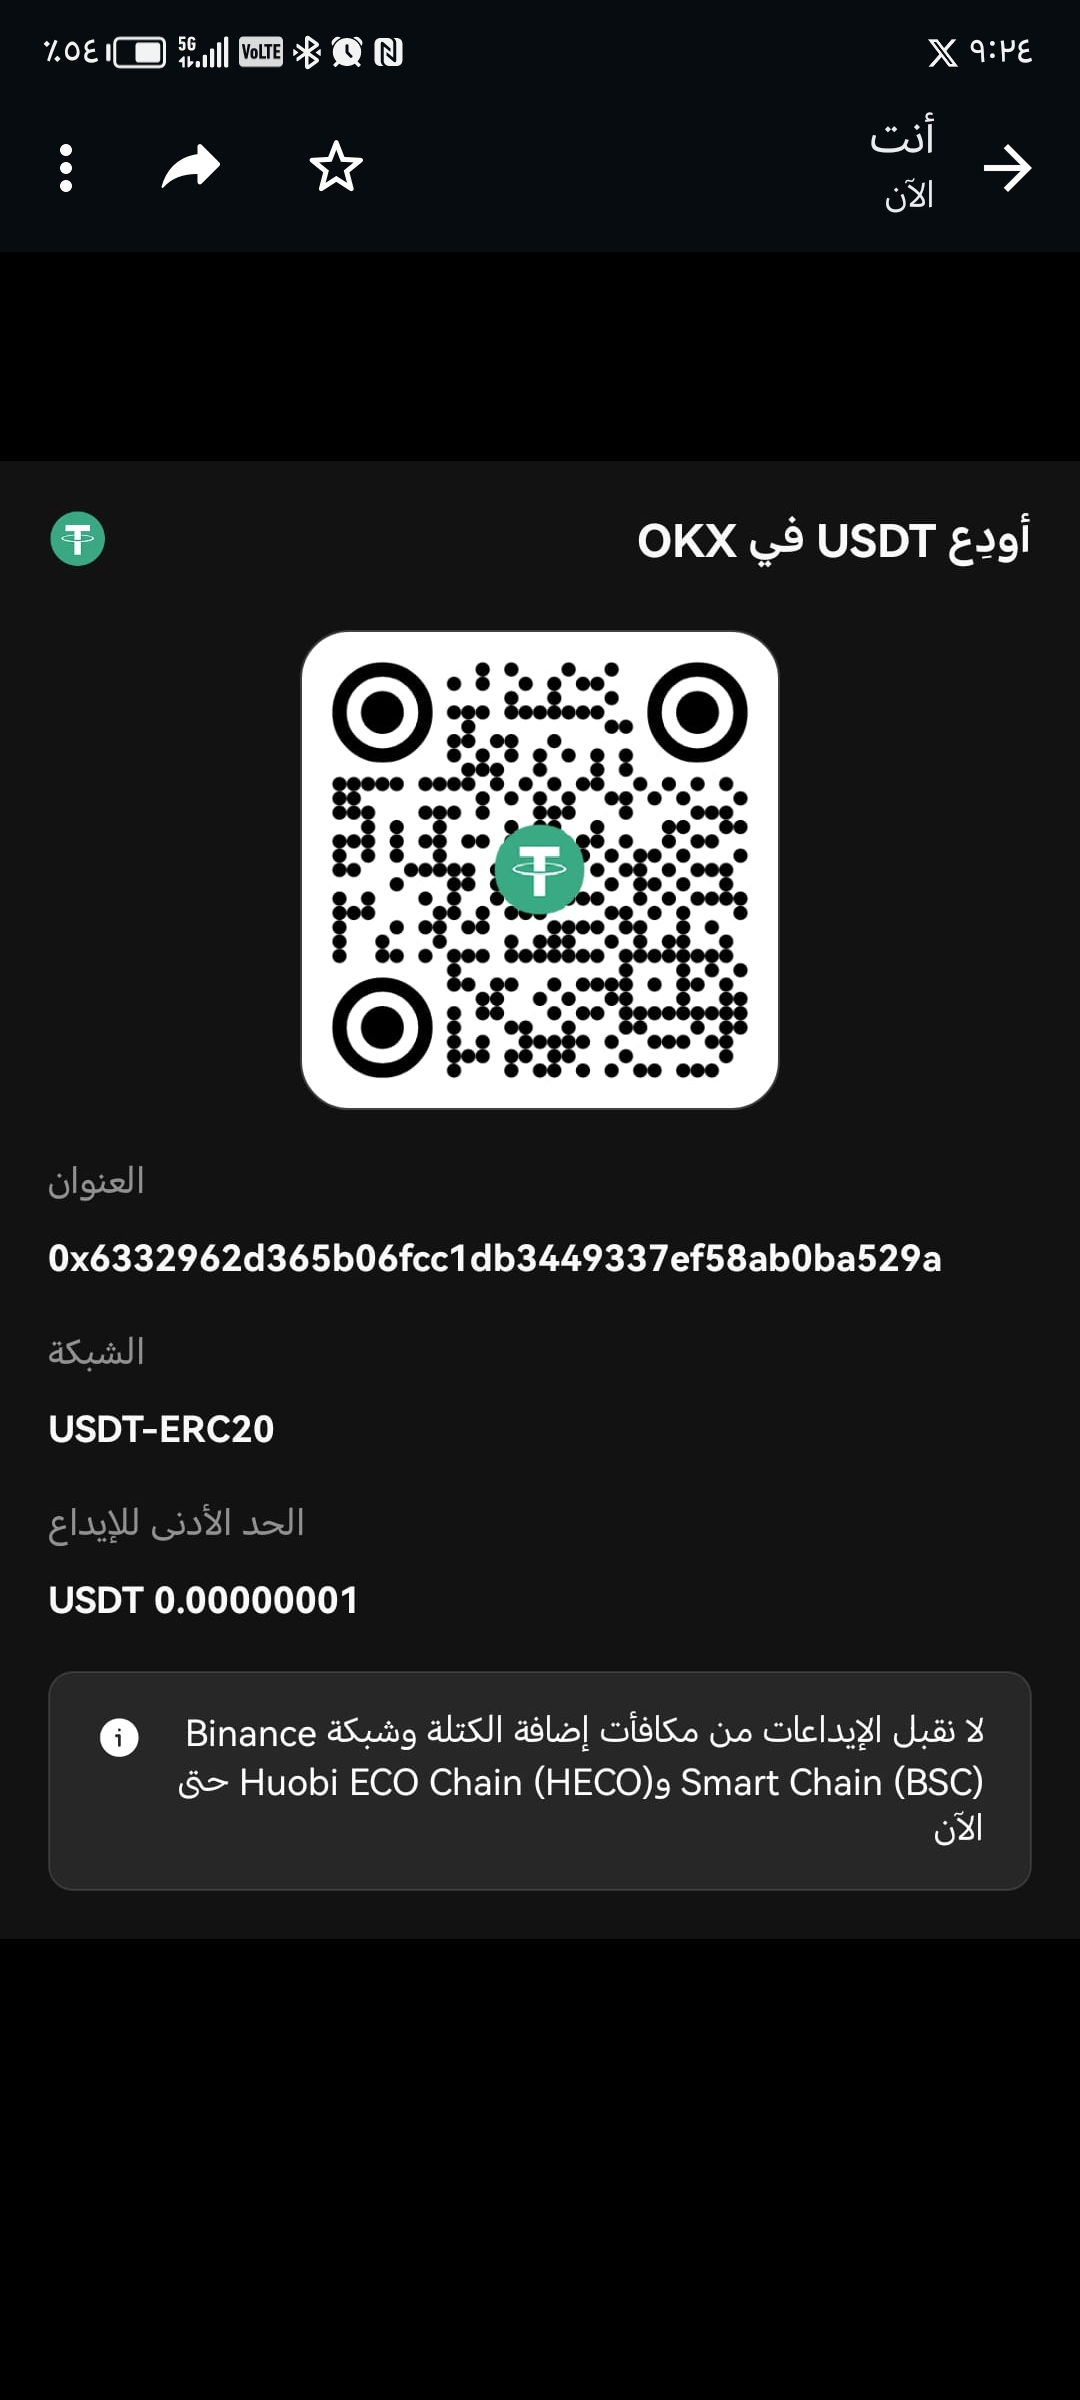 ٩:٢٤
٪٥٤
5G
VoLTE
أنت
الآن
أودِع USDT في OKX
العنوان
0x6332962d365b06fcc1db3449337ef58ab0ba529a
الشبكة
USDT-ERC20
الحد الأدنى للإيداع
USDT 0.00000001
لا نقبل الإيداعات من مكافأت إضافة الكتلة وشبكة Binance
Smart Chain (BSC) وHuobi ECO Chain (HECO) حتى
الآن